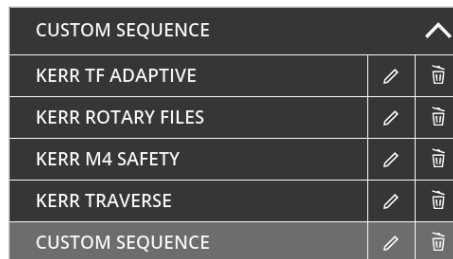 CUSTOM SEQUENCE
KERR TF ADAPTIVE
KERR ROTARY FILES
KERR M4 SAFETY
KERR TRAVERSE
CUSTOM SEQUENCE